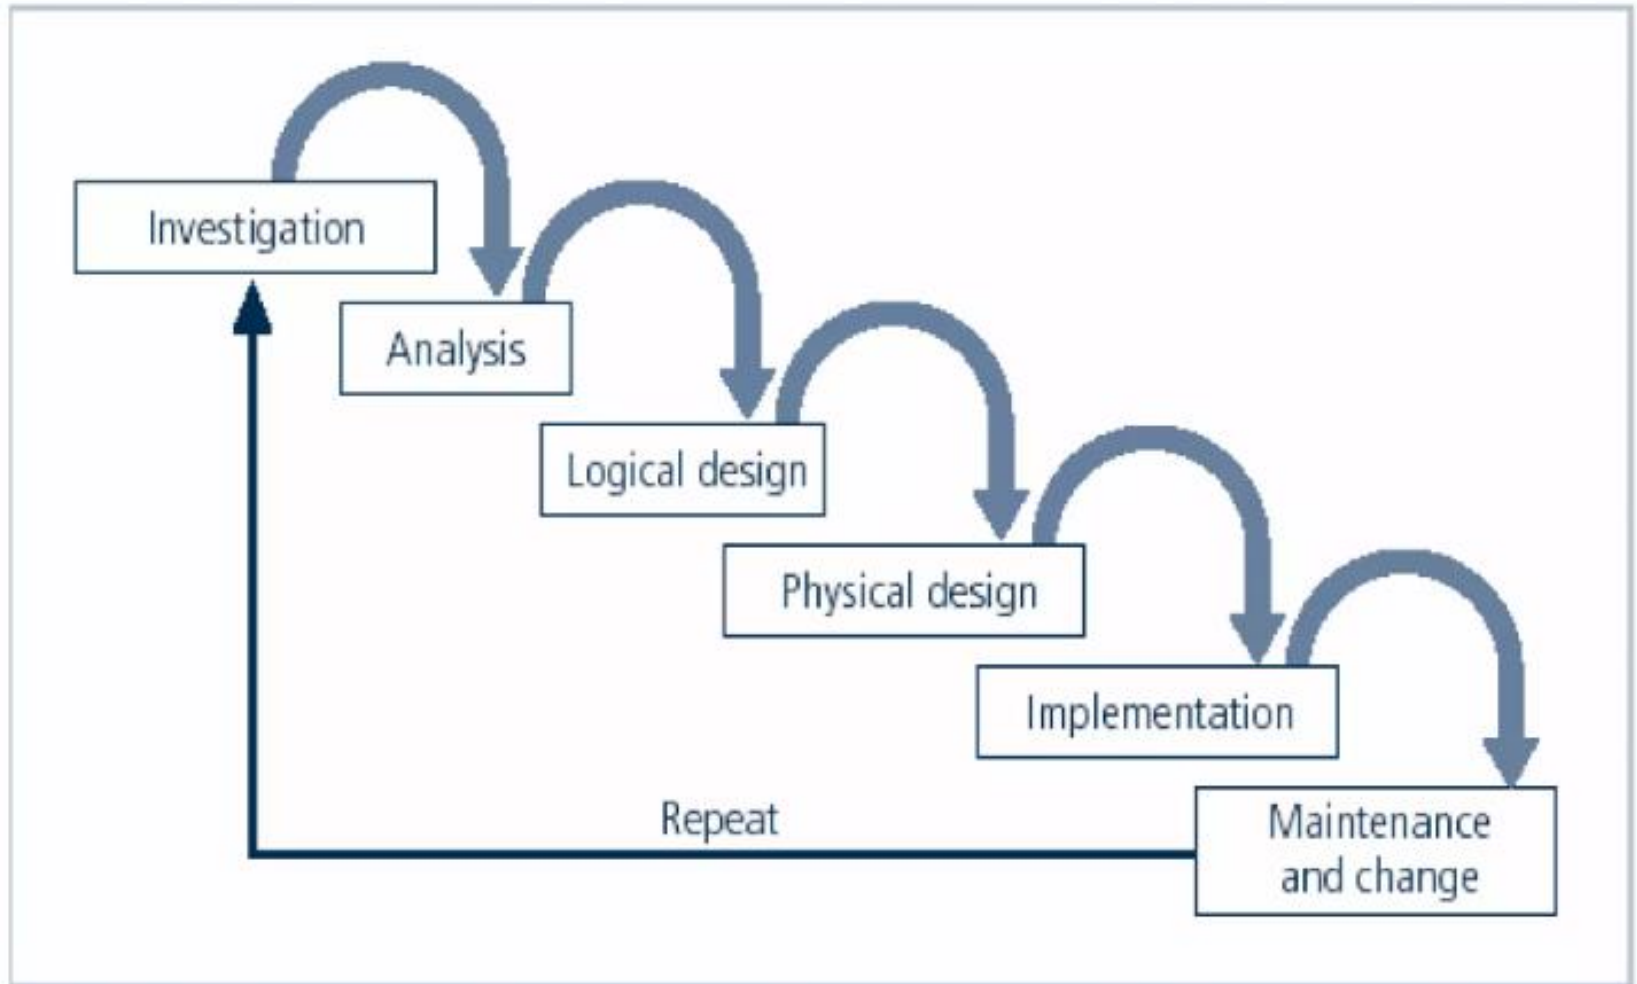 Investigation
Analysis
Logical design
Physical design
Implementation
Repeat
Maintenance
and change